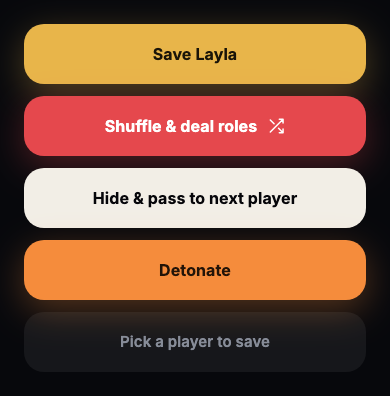 Save Layla
Shuffle & deal roles
Hide & pass to next player
Detonate
Pick a player to save